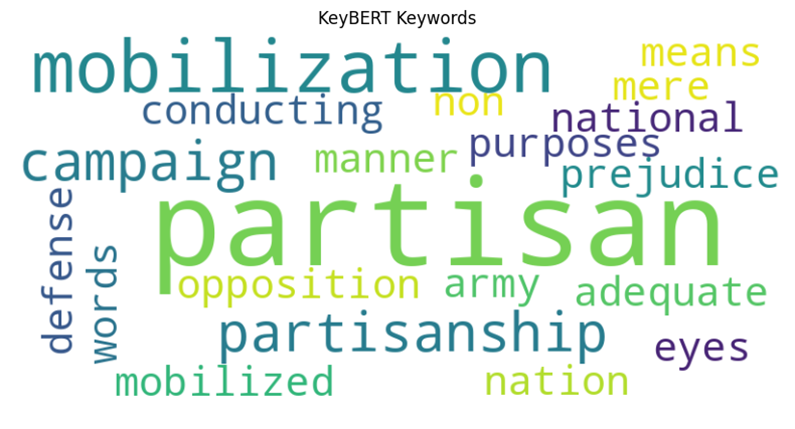 KeyBERT Keywords
mobilization
means
mere
conducting
non
national
purposes
campaign
manner
prejudice
partisan
defense
words
opposition
army
adequate
partisanship
eyes
mobilized
nation